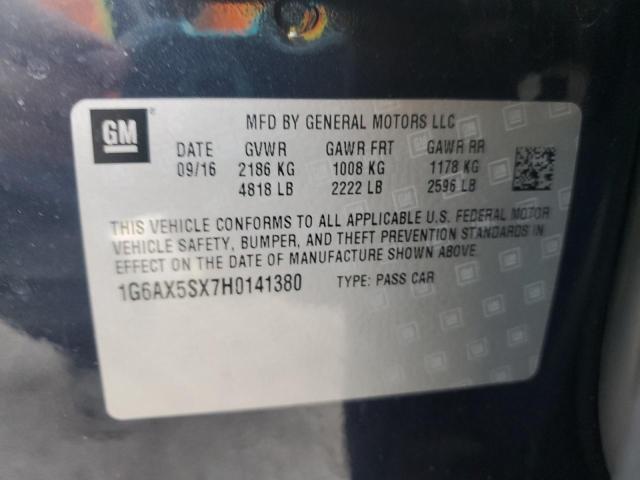 GM
MFD BY GENERAL MOTORS LLC
DATE GVWR GAWR FRT GAWR RR
09/16 2186 KG 1008 KG 1178 KG
4818 LB 2222 LB 2596 LB
THIS VEHICLE CONFORMS TO ALL APPLICABLE U.S. FEDERAL MOTOR
VEHICLE SAFETY, BUMPER, AND THEFT PREVENTION STANDARDS IN
EFFECT ON THE DATE OF MANUFACTURE SHOWN ABOVE.
1G6AX5SX7H0141380 TYPE: PASS CAR